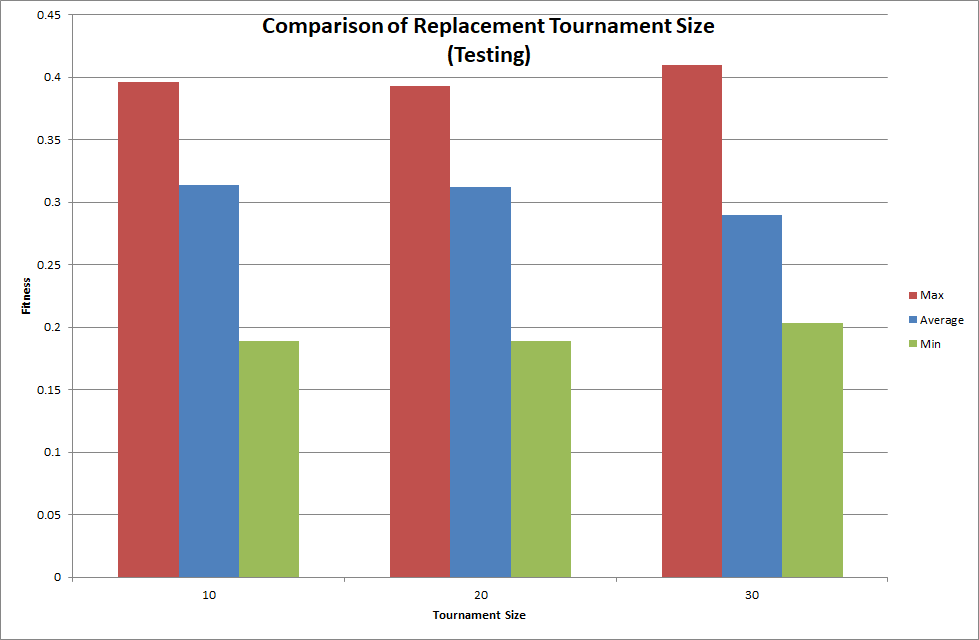 Comparison of Replacement Tournament Size
(Testing)
0.45
0.4
0.35
0.3
0.25
0.2
0.15
0.1
0.05
0
Fitness
10
20
30
Tournament Size
Max
Average
Min